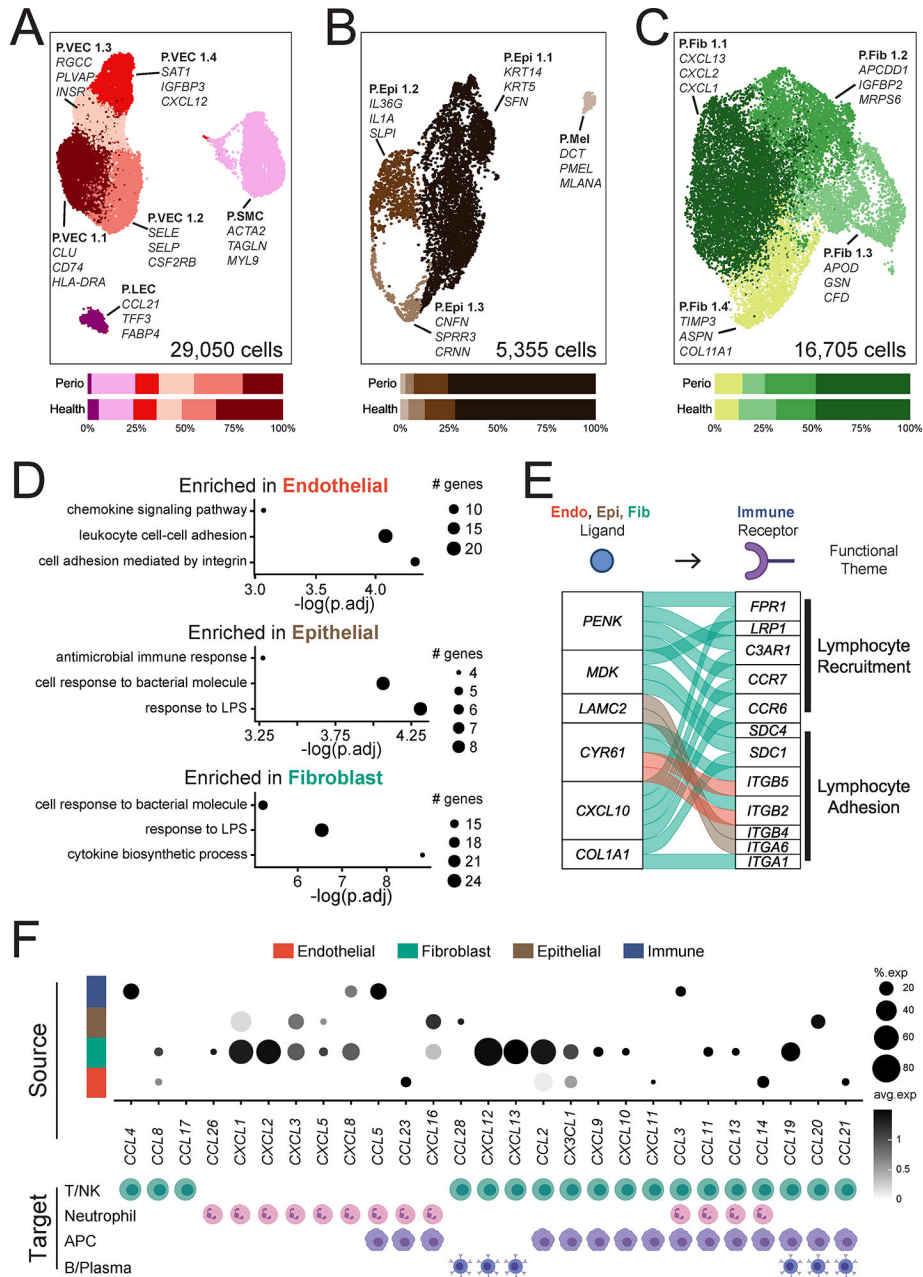 A
P.VEC 1.3
RGCC
PLVAP
INSR
P.VEC 1.4
SAT1
IGFBP3
CXCL12
P.VEC 1.1
CLU
CD74
HLA-DRA
P.VEC 1.2
SELE
SELP
CSF2RB
P.SMC
ACTA2
TAGLN
MYL9
P.LEC
CCL21
TFF3
FABP4
29,050 cells
Perio
Health
0% 25% 50% 75% 100%
B
P.Epi 1.2
IL36G
IL1A
SLPI
P.Epi 1.1
KRT14
KRT5
SFN
P.Mel
DCT
PMEL
MLANA
P.Epi 1.3
CNFN
SPRR3
CRNN
5,355 cells
Perio
Health
0% 25% 50% 75% 100%
C
P.Fib 1.1
CXCL13
CXCL2
CXCL1
P.Fib 1.2
APCDD1
IGFBP2
MRPS6
P.Fib 1.3
APOD
GSN
CFD
P.Fib 1.4
TIMP3
ASPN
COL11A1
16,705 cells
Perio
Health
0% 25% 50% 75% 100%
D
Enriched in Endothelial
chemokine signaling pathway
leukocyte cell-cell adhesion
cell adhesion mediated by integrin
3.0 3.5 4.0
-log(p.adj)
# genes
10
15
20
Enriched in Epithelial
antimicrobial immune response
cell response to bacterial molecule
response to LPS
3.25 3.75 4.25
-log(p.adj)
# genes
4
5
6
7
8
Enriched in Fibroblast
cell response to bacterial molecule
response to LPS
cytokine biosynthetic process
6 7 8
-log(p.adj)
# genes
15
18
21
24
E
Endo, Epi, Fib
Ligand
Immune
Receptor
Functional
Theme
PENK
MDK
LAMC2
CYR61
CXCL10
COL1A1
FPR1
LRP1
C3AR1
CCR7
CCR6
SDC4
SDC1
ITGB5
ITGB2
ITGB4
ITGA6
ITGA1
Lymphocyte
Recruitment
Lymphocyte
Adhesion
F
Endothelial Fibroblast Epithelial Immune
Source
%.exp
20
40
60
80
avg.exp
1
0.5
0
CCL4 CCL8 CCL17 CCL26 CXCL1 CXCL2 CXCL3 CXCL5 CXCL8 CCL5 CCL23 CXCL16 CCL28 CXCL12 CXCL13 CCL2 CX3CL1 CXCL9 CXCL10 CXCL11 CCL3 CCL11 CCL13 CCL14 CCL19 CCL20 CCL21
Target
T/NK
Neutrophil
APC
B/Plasma